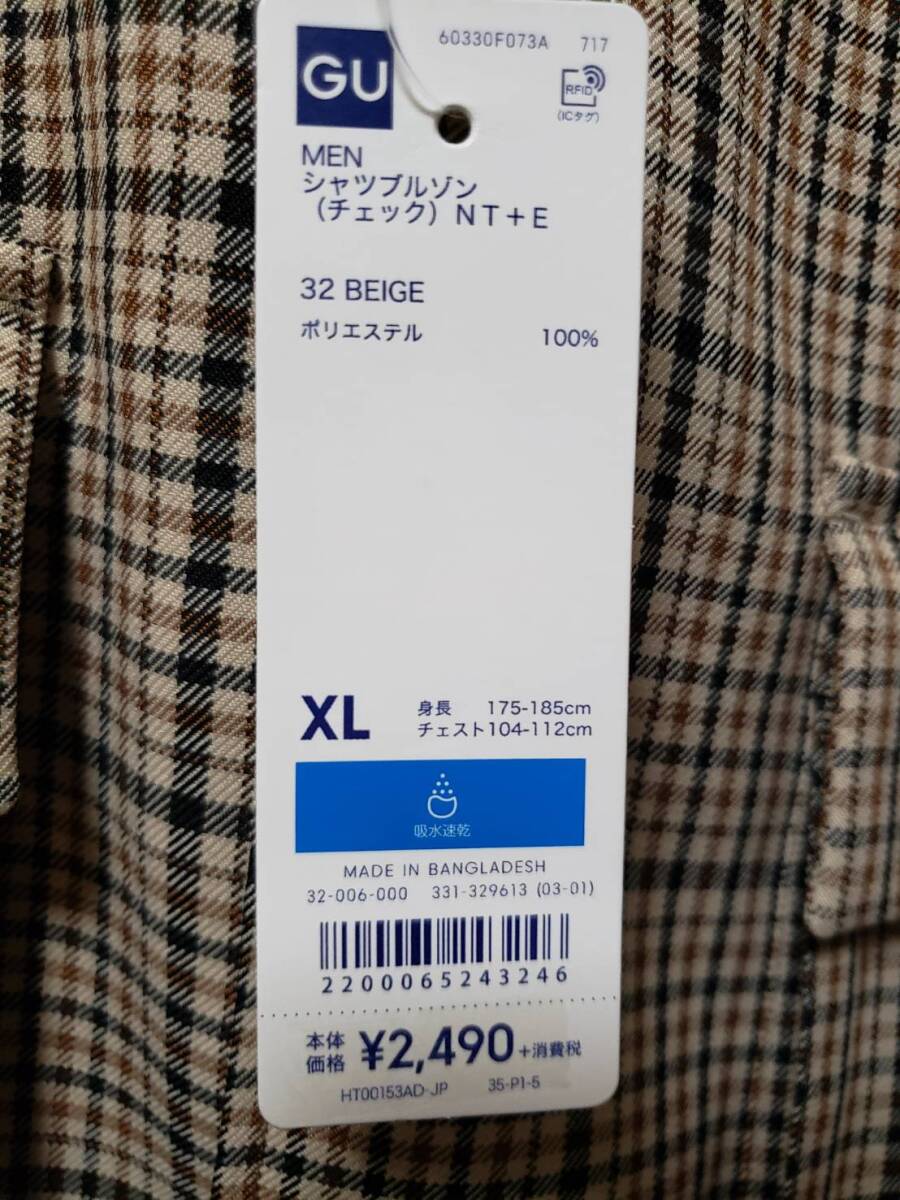 60330F073A 717
GU
RFID
(ICタグ)
MEN
シャツブルゾン
（チェック）ＮＴ＋Ｅ
32 BEIGE
ポリエステル 100%
XL 身長 175-185cm
チェスト104-112cm
吸水速乾
MADE IN BANGLADESH
32-006-000 331-329613 (03-01)
2200065243246
本体価格 ¥2,490 +消費税
HT00153AD-JP 35-P1-5